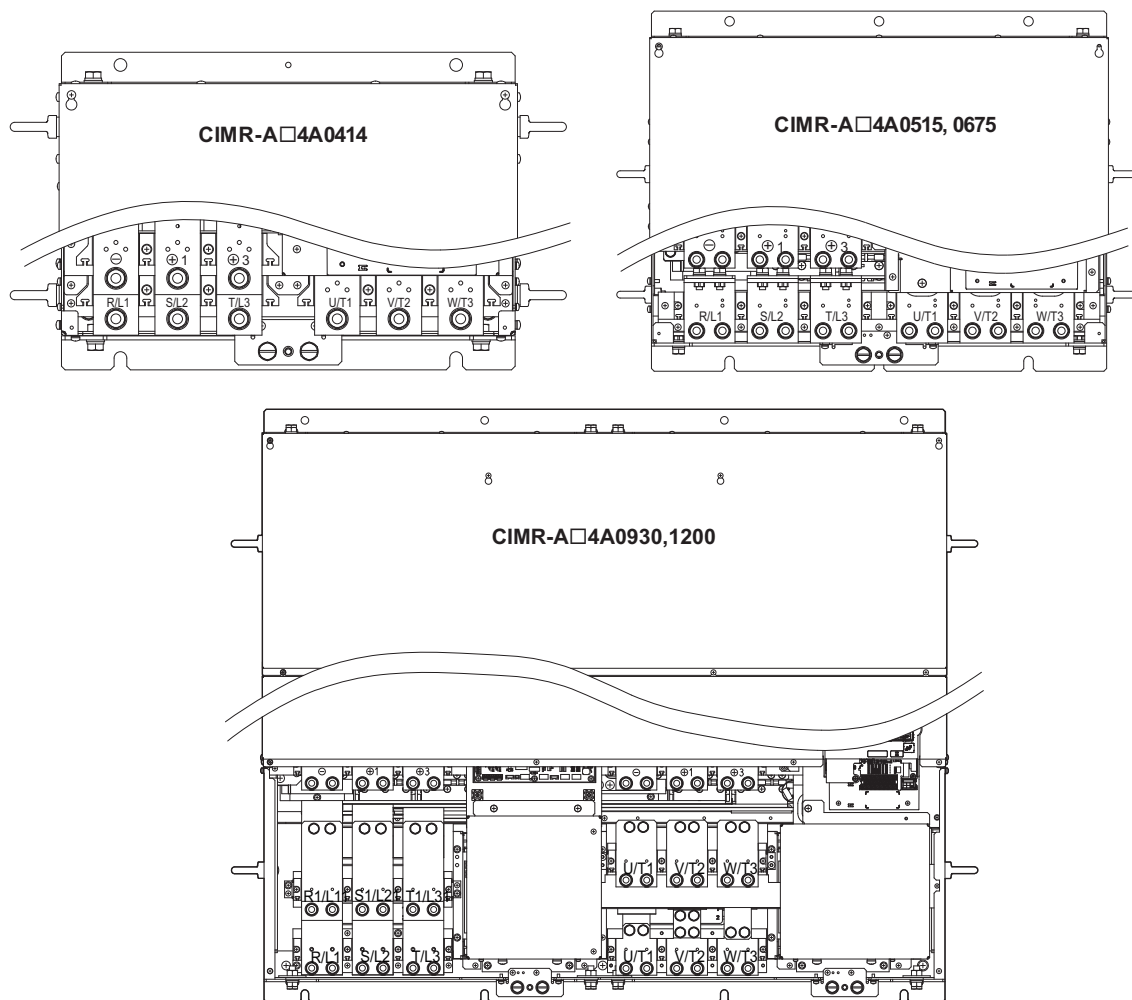 CIMR-A□4A0414
⊖ ⊕1 ⊕3
R/L1 S/L2 T/L3 U/T1 V/T2 W/T3
CIMR-A□4A0515, 0675
⊖ ⊕1 ⊕3
R/L1 S/L2 T/L3 U/T1 V/T2 W/T3
CIMR-A□4A0930,1200
⊖ ⊕1 ⊕3 ⊖ ⊕1 ⊕3
U/T1 V/T2 W/T3
R1/L11 S1/L21 T1/L31
R/L1 S/L2 T/L3 U/T1 V/T2 W/T3